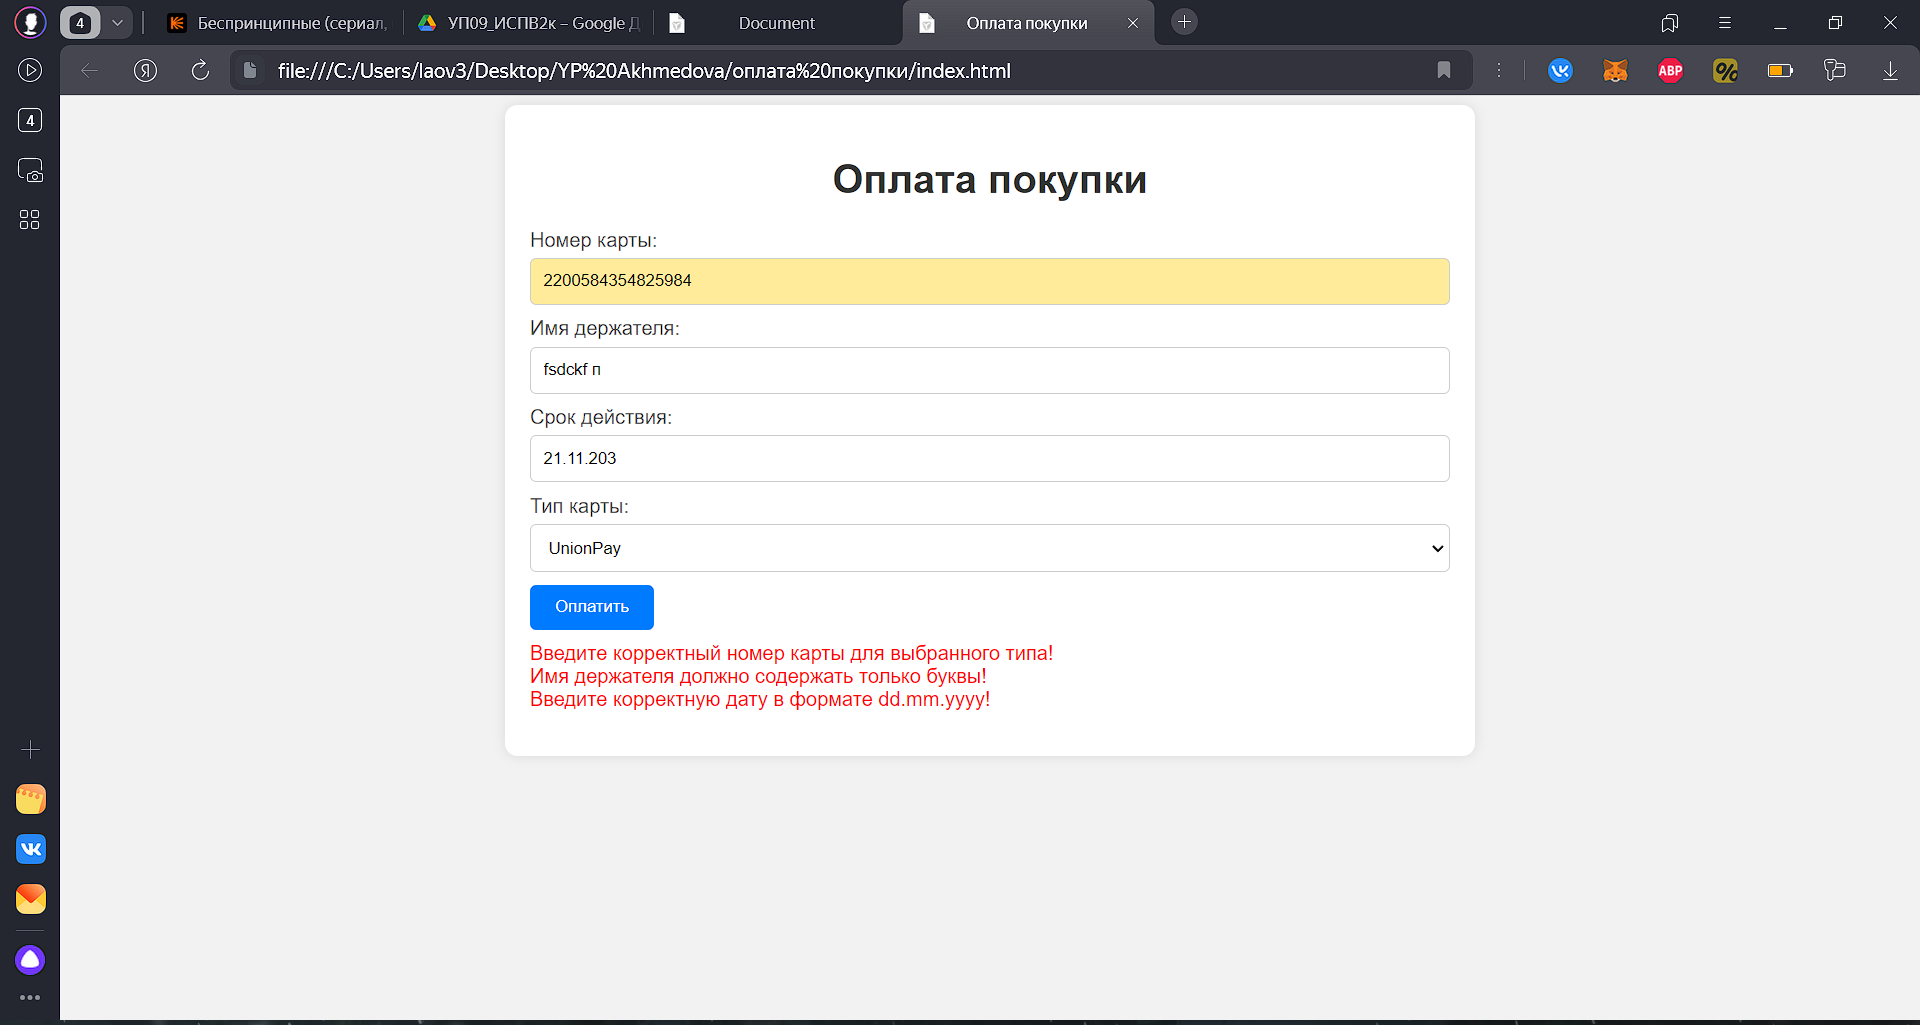 4
Беспринципные (сериал,
УП09_ИСПВ2к – Google Д
Document
Оплата покупки
Я
file:///C:/Users/laov3/Desktop/YP%20Akhmedova/оплата%20покупки/index.html
ABP
%
4
Оплата покупки
Номер карты:
2200584354825984
Имя держателя:
fsdckf п
Срок действия:
21.11.203
Тип карты:
UnionPay
Оплатить
Введите корректный номер карты для выбранного типа!
Имя держателя должно содержать только буквы!
Введите корректную дату в формате dd.mm.yyyy!